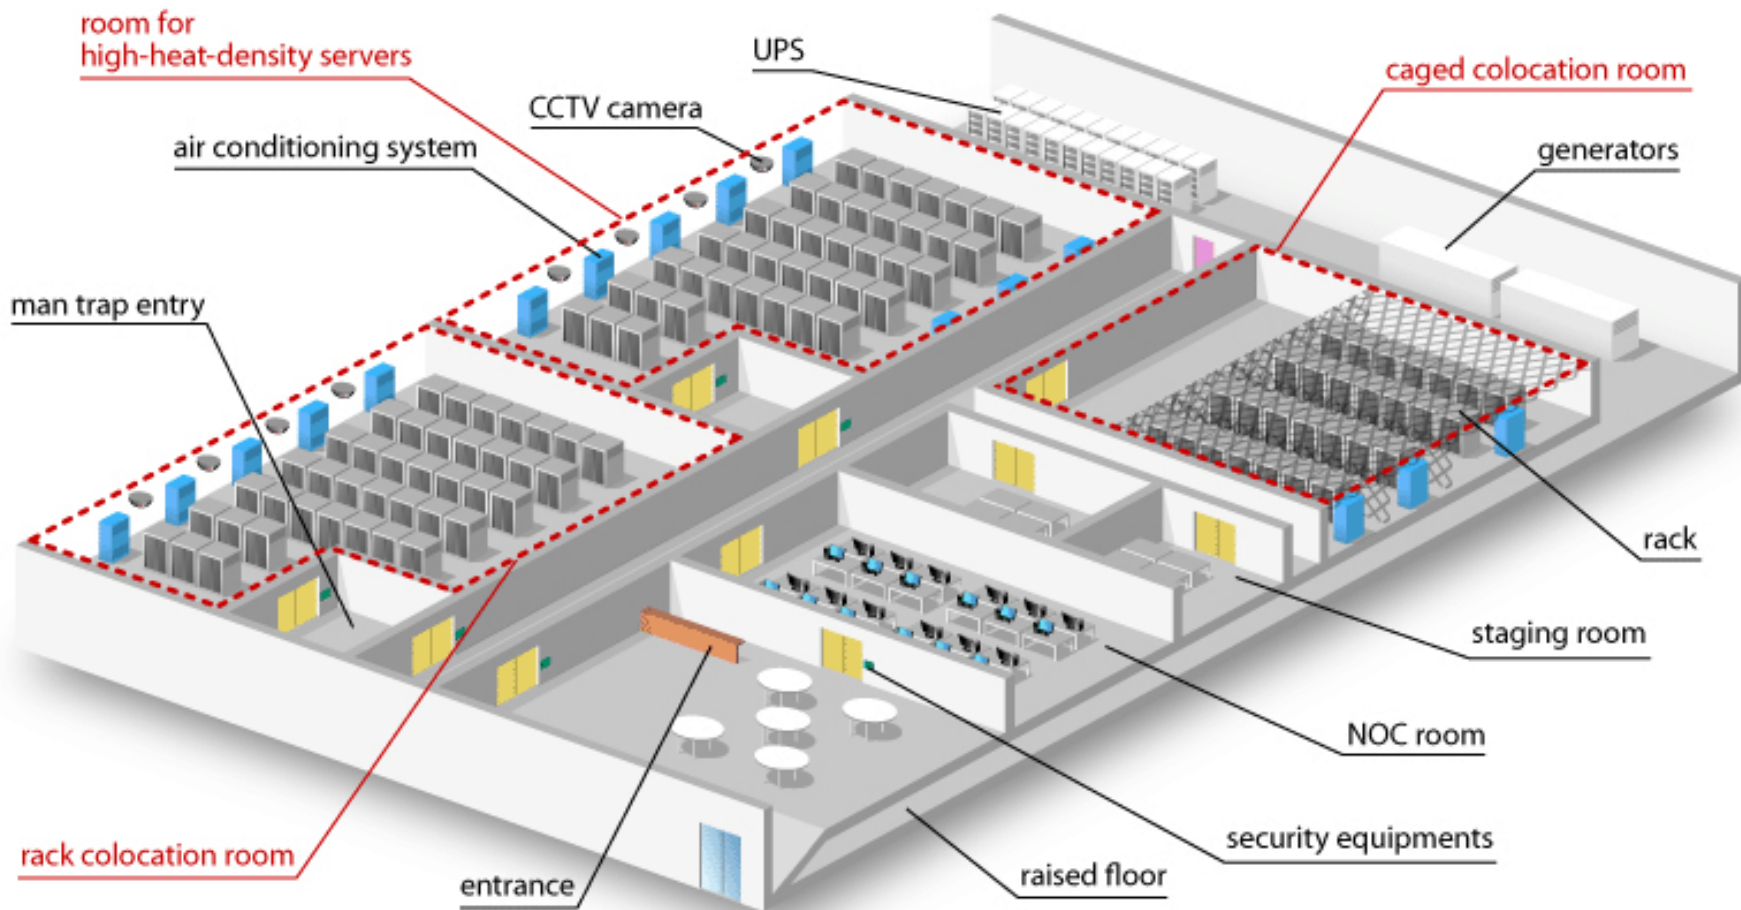 room for
high-heat-density servers
UPS
caged colocation room
CCTV camera
air conditioning system
generators
man trap entry
rack
staging room
NOC room
security equipments
rack colocation room
raised floor
entrance